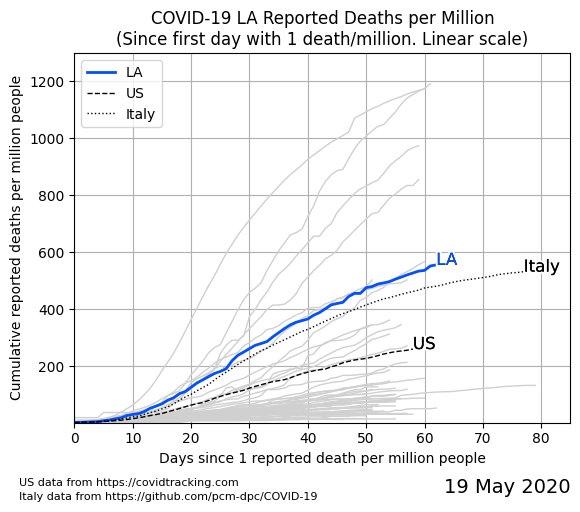 COVID-19 LA Reported Deaths per Million
(Since first day with 1 death/million. Linear scale)
Cumulative reported deaths per million people
1200
1000
800
600
400
200
LA
US
Italy
LA
Italy
US
0 10 20 30 40 50 60 70 80
Days since 1 reported death per million people
US data from https://covidtracking.com
Italy data from https://github.com/pcm-dpc/COVID-19
19 May 2020